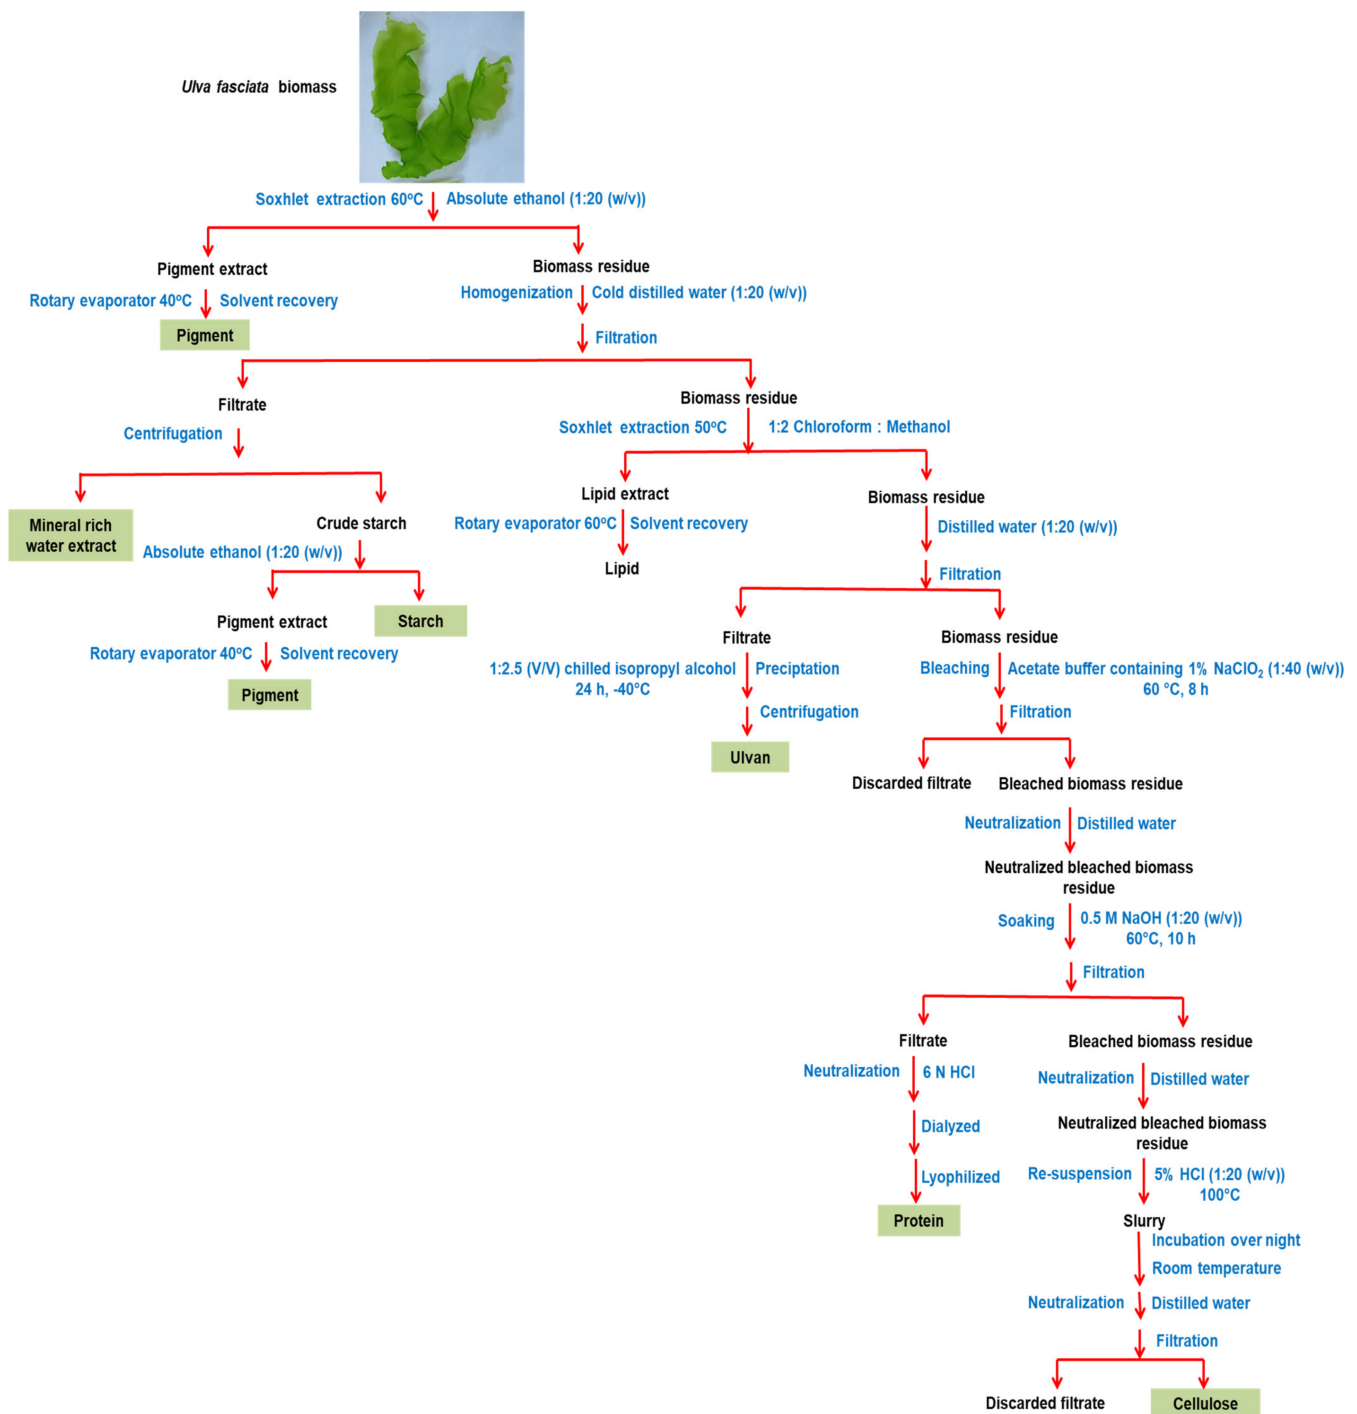 Ulva fasciata biomass
Soxhlet extraction 60°C
Absolute ethanol (1:20 (w/v))
Pigment extract
Biomass residue
Rotary evaporator 40°C
Solvent recovery
Homogenization
Cold distilled water (1:20 (w/v))
Pigment
Filtration
Filtrate
Biomass residue
Centrifugation
Soxhlet extraction 50°C
1:2 Chloroform : Methanol
Mineral rich
water extract
Crude starch
Lipid extract
Biomass residue
Absolute ethanol (1:20 (w/v))
Rotary evaporator 60°C
Solvent recovery
Distilled water (1:20 (w/v))
Lipid
Filtration
Pigment extract
Starch
Rotary evaporator 40°C
Solvent recovery
Pigment
Filtrate
Biomass residue
1:2.5 (V/V) chilled isopropyl alcohol
24 h, -40°C
Preciptation
Bleaching
Acetate buffer containing 1% NaClO₂ (1:40 (w/v))
60 °C, 8 h
Centrifugation
Filtration
Ulvan
Discarded filtrate
Bleached biomass residue
Neutralization
Distilled water
Neutralized bleached biomass
residue
Soaking
0.5 M NaOH (1:20 (w/v))
60°C, 10 h
Filtration
Filtrate
Bleached biomass residue
Neutralization
6 N HCl
Neutralization
Distilled water
Dialyzed
Neutralized bleached biomass
residue
Lyophilized
Re-suspension
5% HCl (1:20 (w/v))
100°C
Protein
Slurry
Incubation over night
Room temperature
Neutralization
Distilled water
Filtration
Discarded filtrate
Cellulose